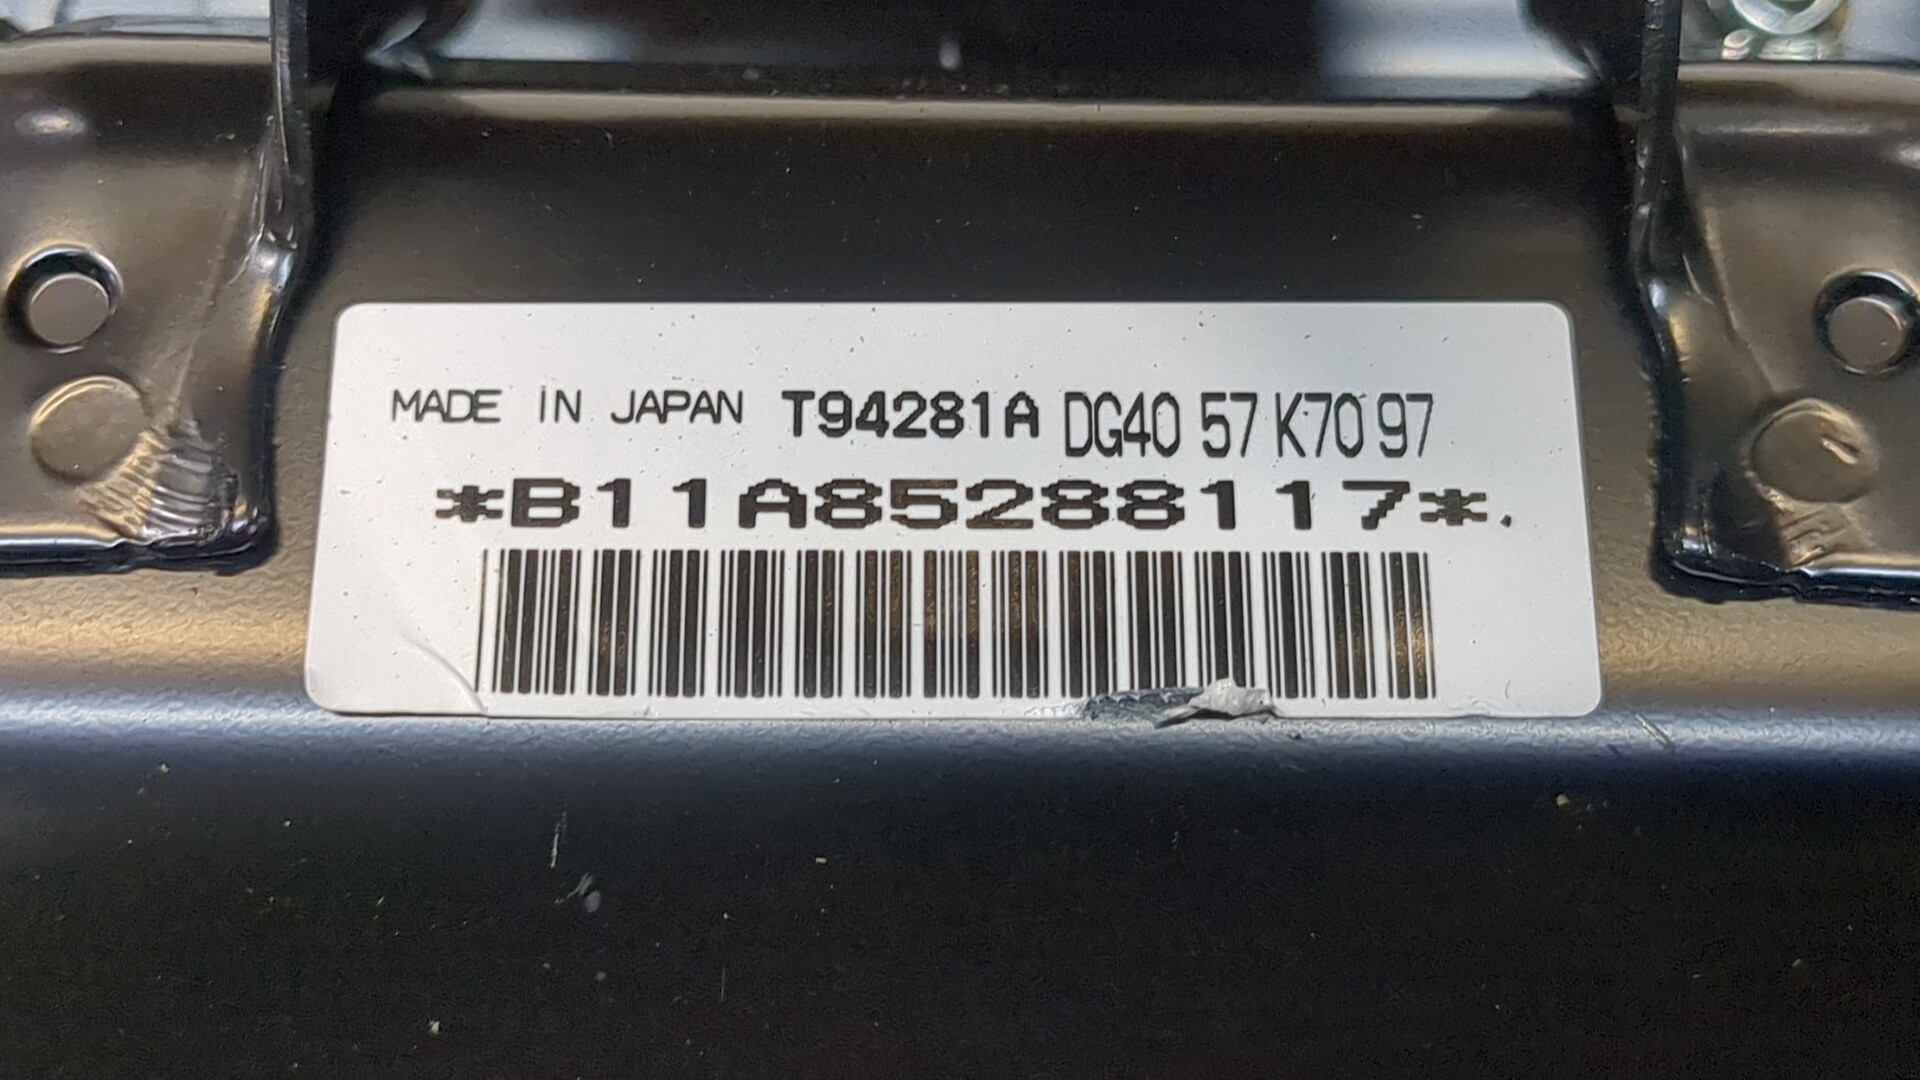 MADE IN JAPAN T94281A DG40 57 K70 97
*B11A85288117*.